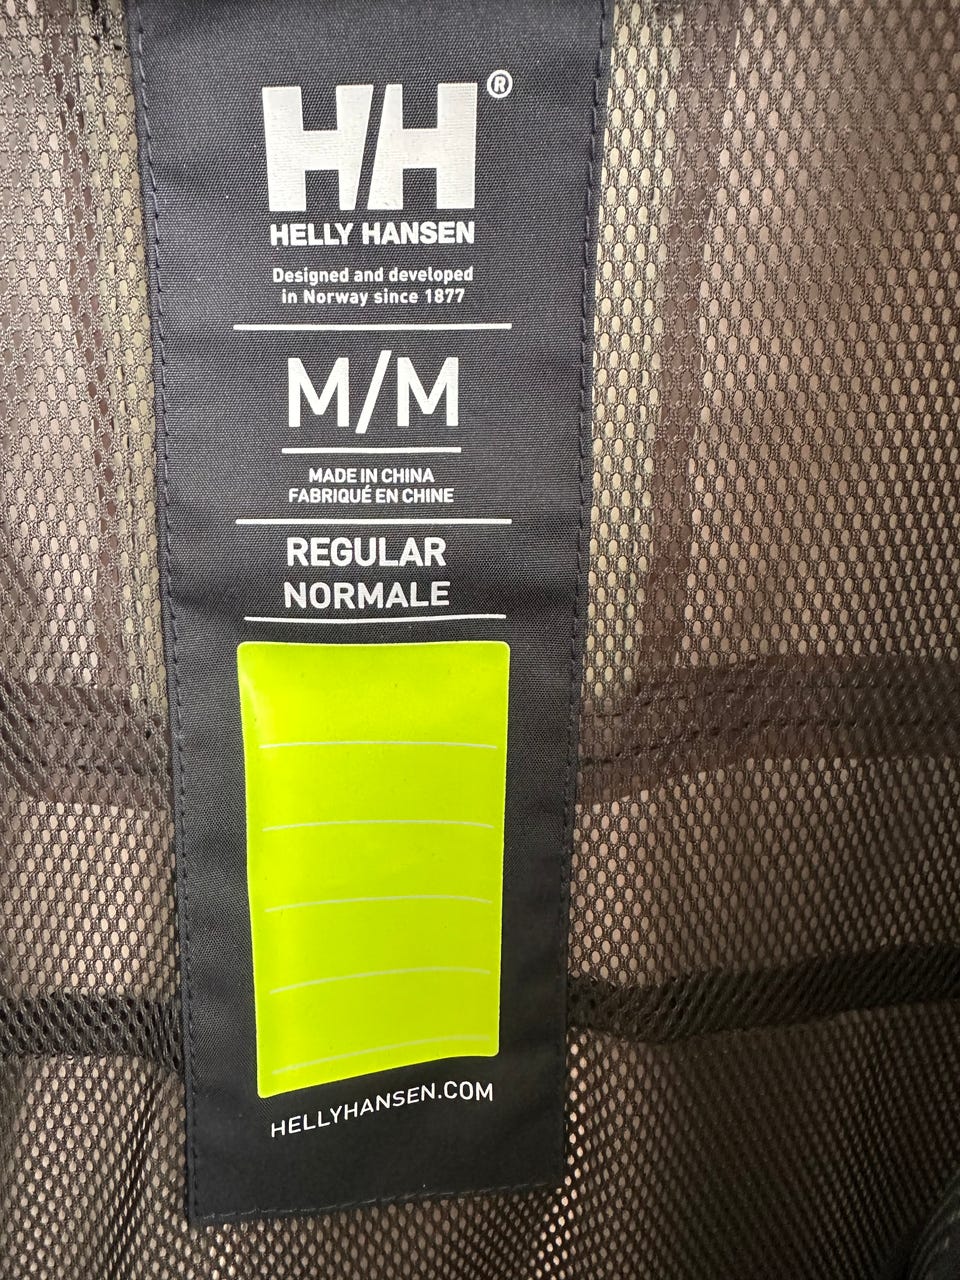 HH®
HELLY HANSEN
Designed and developed
in Norway since 1877
M/M
MADE IN CHINA
FABRIQUÉ EN CHINE
REGULAR
NORMALE
HELLYHANSEN.COM